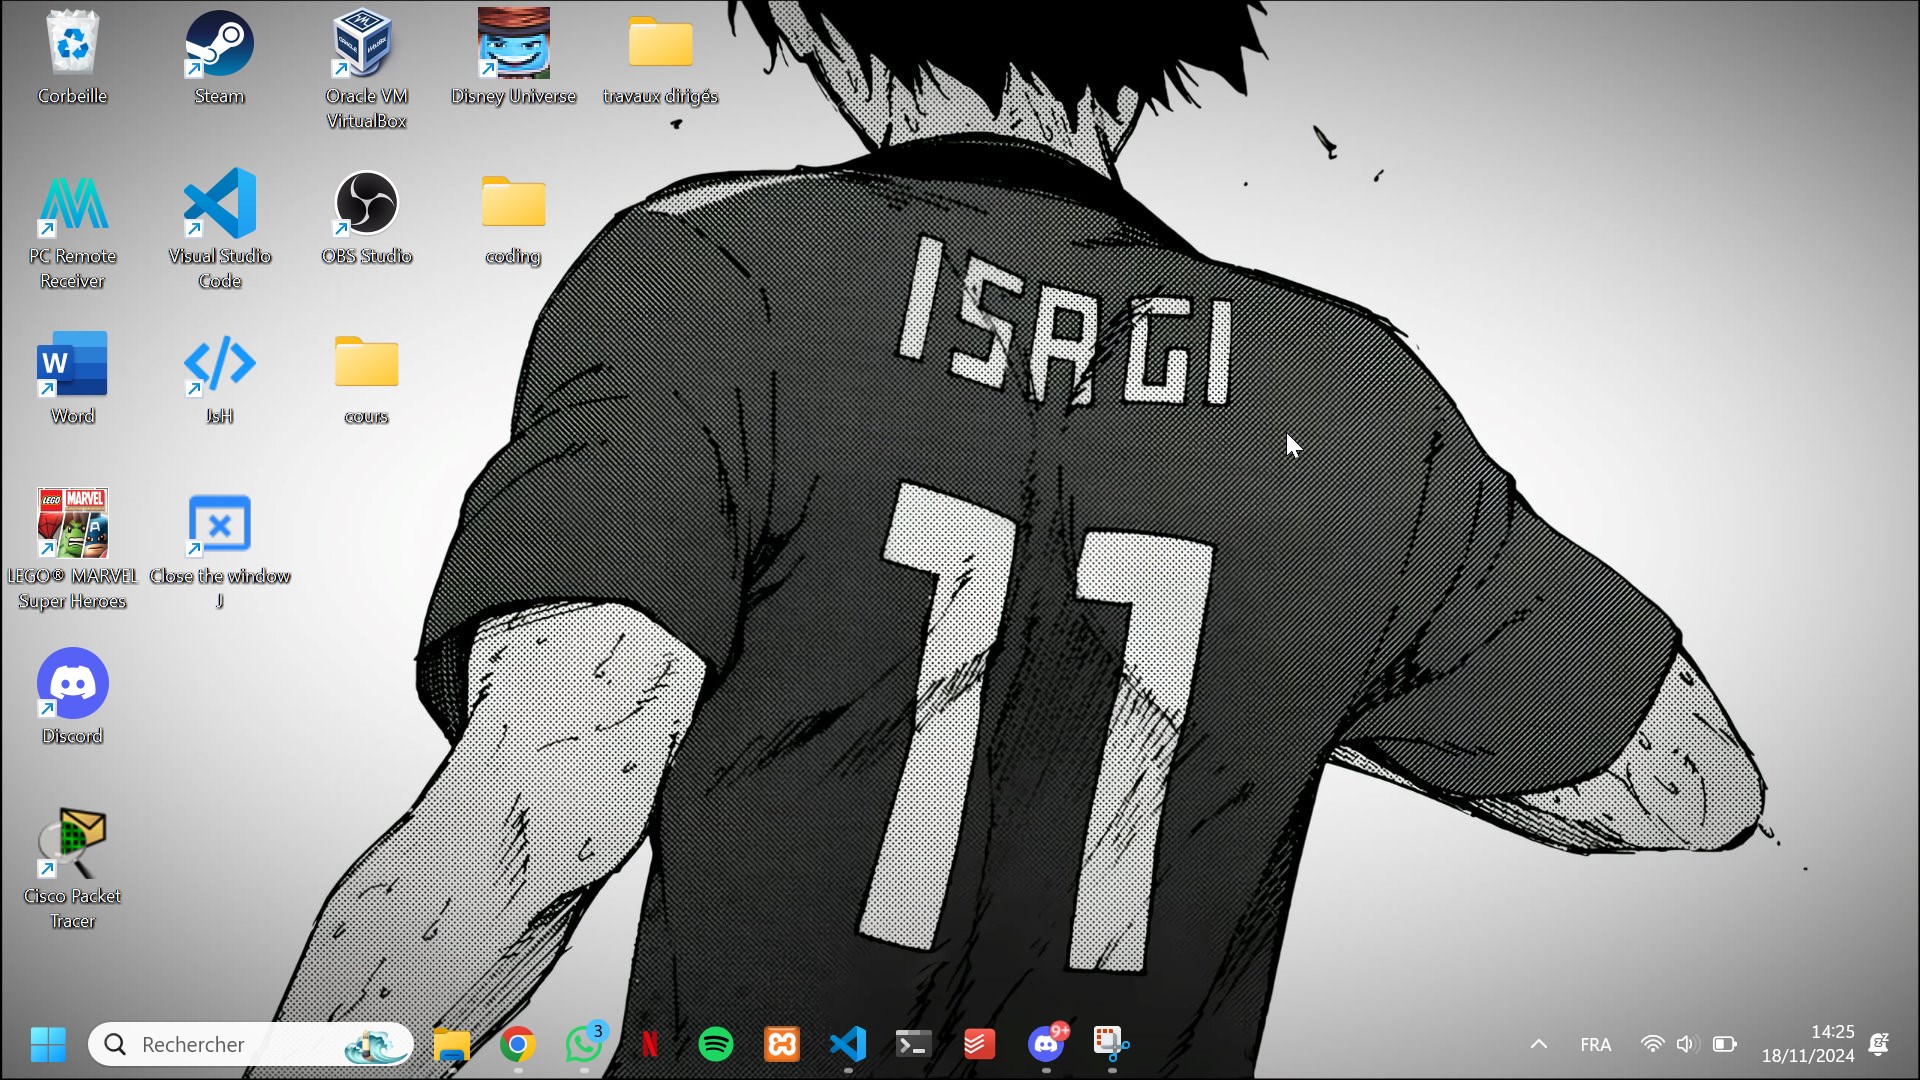 Corbeille
Steam
Oracle VM
VirtualBox
Disney Universe
travaux dirigés
PC Remote
Receiver
Visual Studio
Code
OBS Studio
coding
Word
JsH
cours
LEGO® MARVEL
Super Heroes
Close the window
J
Discord
Cisco Packet
Tracer
ISAGI
11
W
LEGO MARVEL
Rechercher
3
N
9+
FRA
14:25
18/11/2024